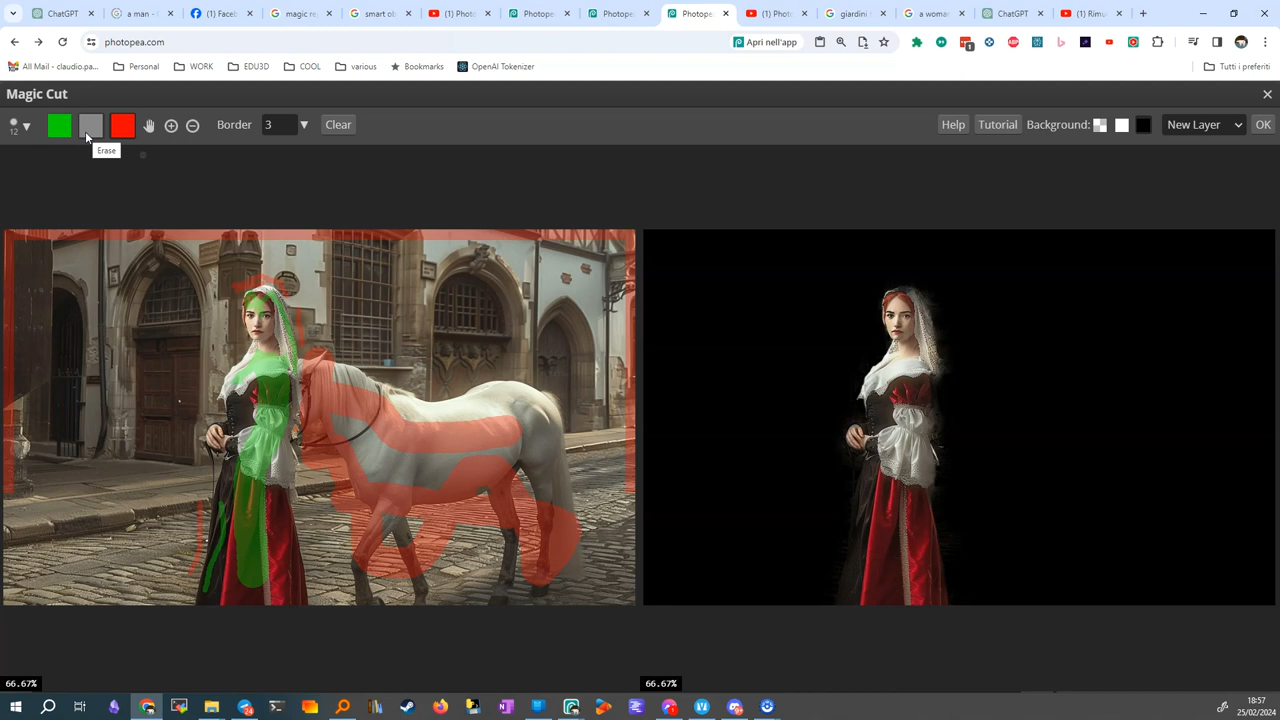 ChatGPT
a man - C
(1) Faceb
magic re
smart ob
(1) Photo
Photope
Photope
Photope
(1) Photo
giardini
a woma
ChatGPT
(1) Rimu
photopea.com
Apri nell'app
1
All Mail - claudio.pa...
Personal
WORK
EDU3D
COOL
various
Bookmarks
OpenAI Tokenizer
Tutti i preferiti
Magic Cut
12
Border
3
Clear
Help
Tutorial
Background:
New Layer
OK
Erase
66.67%
66.67%
18:57
25/02/2024